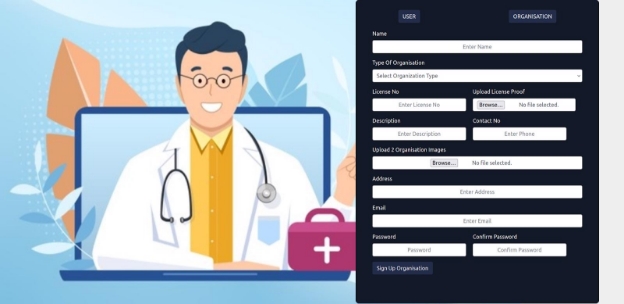 USER ORGANISATION
Name
Enter Name
Type Of Organisation
Select Organization Type
License No Upload License Proof
Enter License No Browse... No file selected.
Description Contact No
Enter Description Enter Phone
Upload 2 Organisation Images
Browse... No file selected.
Address
Enter Address
Email
Enter Email
Password Confirm Password
Password Confirm Password
Sign Up Organisation